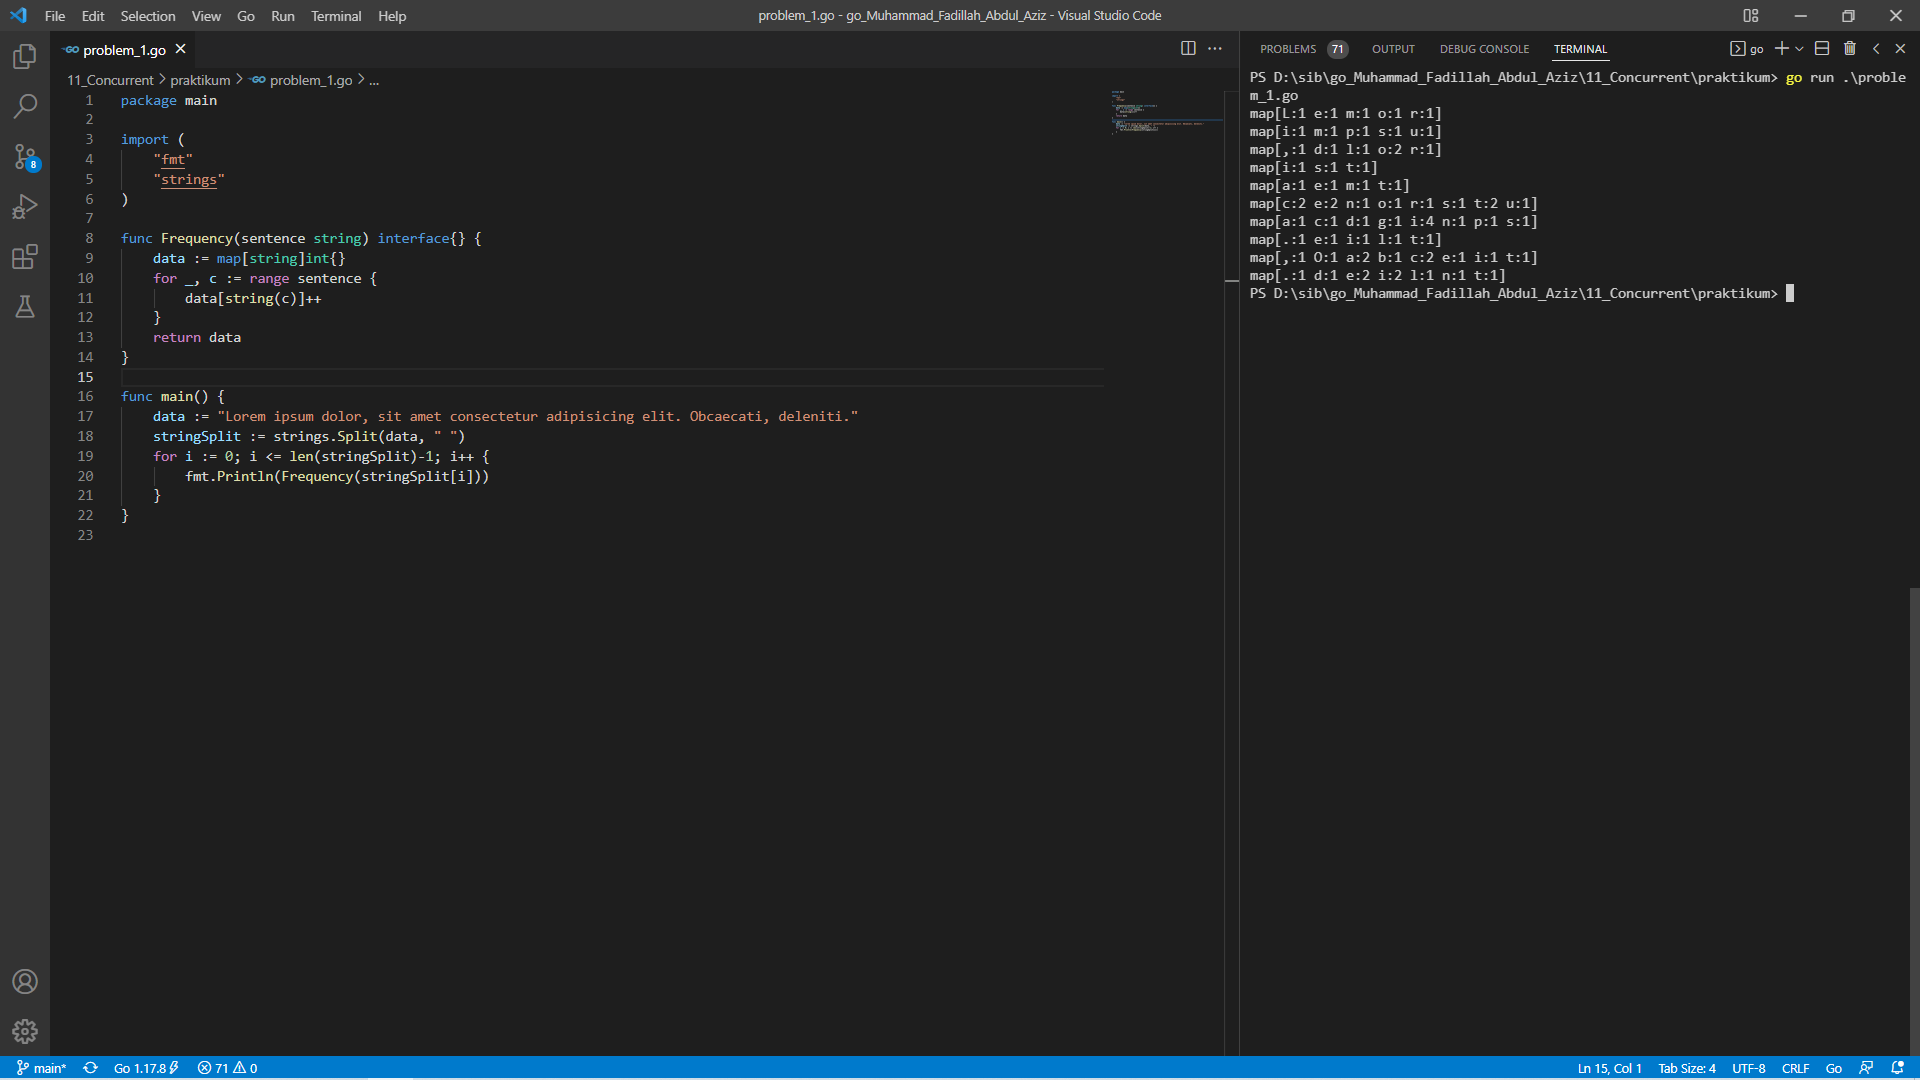 File Edit Selection View Go Run Terminal Help
problem_1.go - go_Muhammad_Fadillah_Abdul_Aziz - Visual Studio Code
problem_1.go
11_Concurrent > praktikum > problem_1.go > ...
1 package main
2
3 import (
4 "fmt"
5 "strings"
6 )
7
8 func Frequency(sentence string) interface{} {
9 data := map[string]int{}
10 for _, c := range sentence {
11 data[string(c)]++
12 }
13 return data
14 }
15
16 func main() {
17 data := "Lorem ipsum dolor, sit amet consectetur adipisicing elit. Obcaecati, deleniti."
18 stringSplit := strings.Split(data, " ")
19 for i := 0; i <= len(stringSplit)-1; i++ {
20 fmt.Println(Frequency(stringSplit[i]))
21 }
22 }
23
PROBLEMS 71 OUTPUT DEBUG CONSOLE TERMINAL go
PS D:\sib\go_Muhammad_Fadillah_Abdul_Aziz\11_Concurrent\praktikum> go run .\proble
m_1.go
map[L:1 e:1 m:1 o:1 r:1]
map[i:1 m:1 p:1 s:1 u:1]
map[,:1 d:1 l:1 o:2 r:1]
map[i:1 s:1 t:1]
map[a:1 e:1 m:1 t:1]
map[c:2 e:2 n:1 o:1 r:1 s:1 t:2 u:1]
map[a:1 c:1 d:1 g:1 i:4 n:1 p:1 s:1]
map[.:1 e:1 i:1 l:1 t:1]
map[,:1 O:1 a:2 b:1 c:2 e:1 i:1 t:1]
map[.:1 d:1 e:2 i:2 l:1 n:1 t:1]
PS D:\sib\go_Muhammad_Fadillah_Abdul_Aziz\11_Concurrent\praktikum>
8
main* Go 1.17.8 71 0 Ln 15, Col 1 Tab Size: 4 UTF-8 CRLF Go